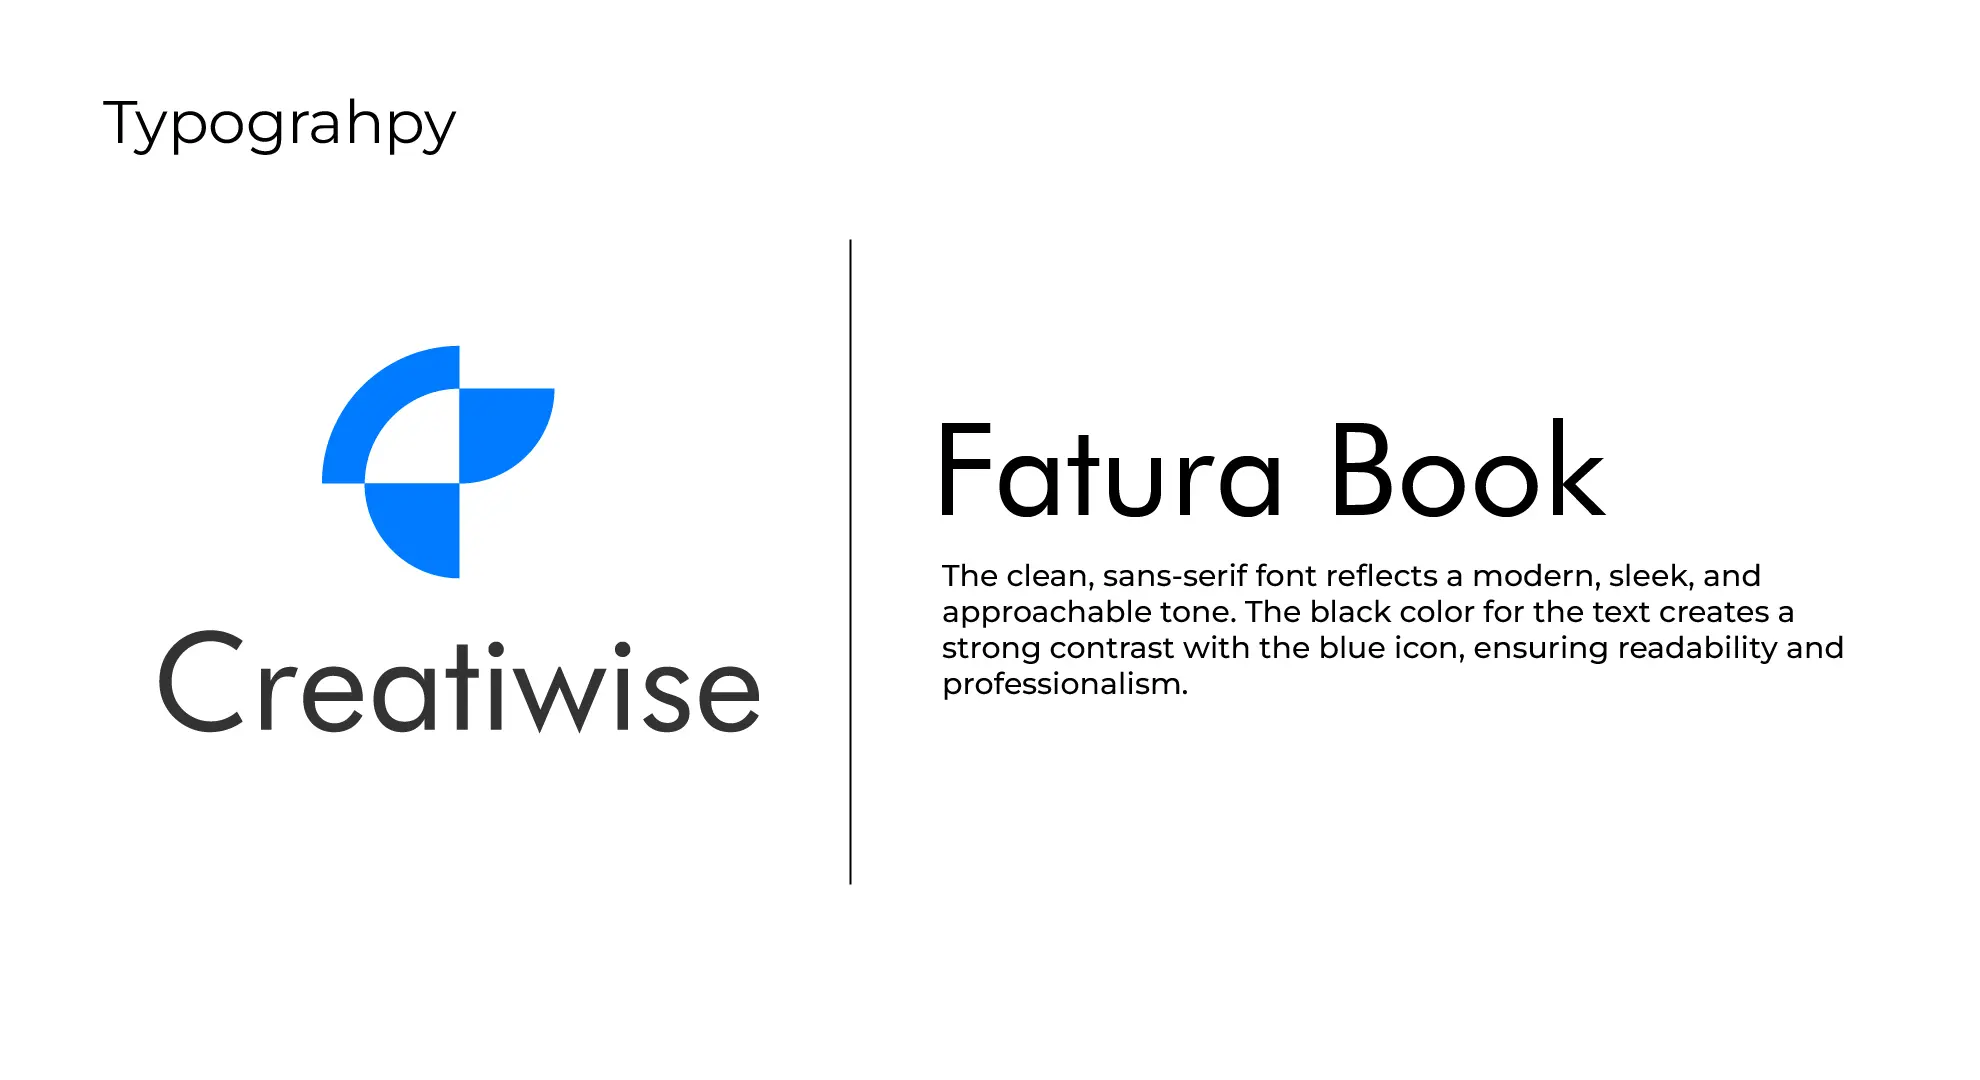 Typograhpy
Creatiwise
Fatura Book
The clean, sans-serif font reflects a modern, sleek, and
approachable tone. The black color for the text creates a
strong contrast with the blue icon, ensuring readability and
professionalism.